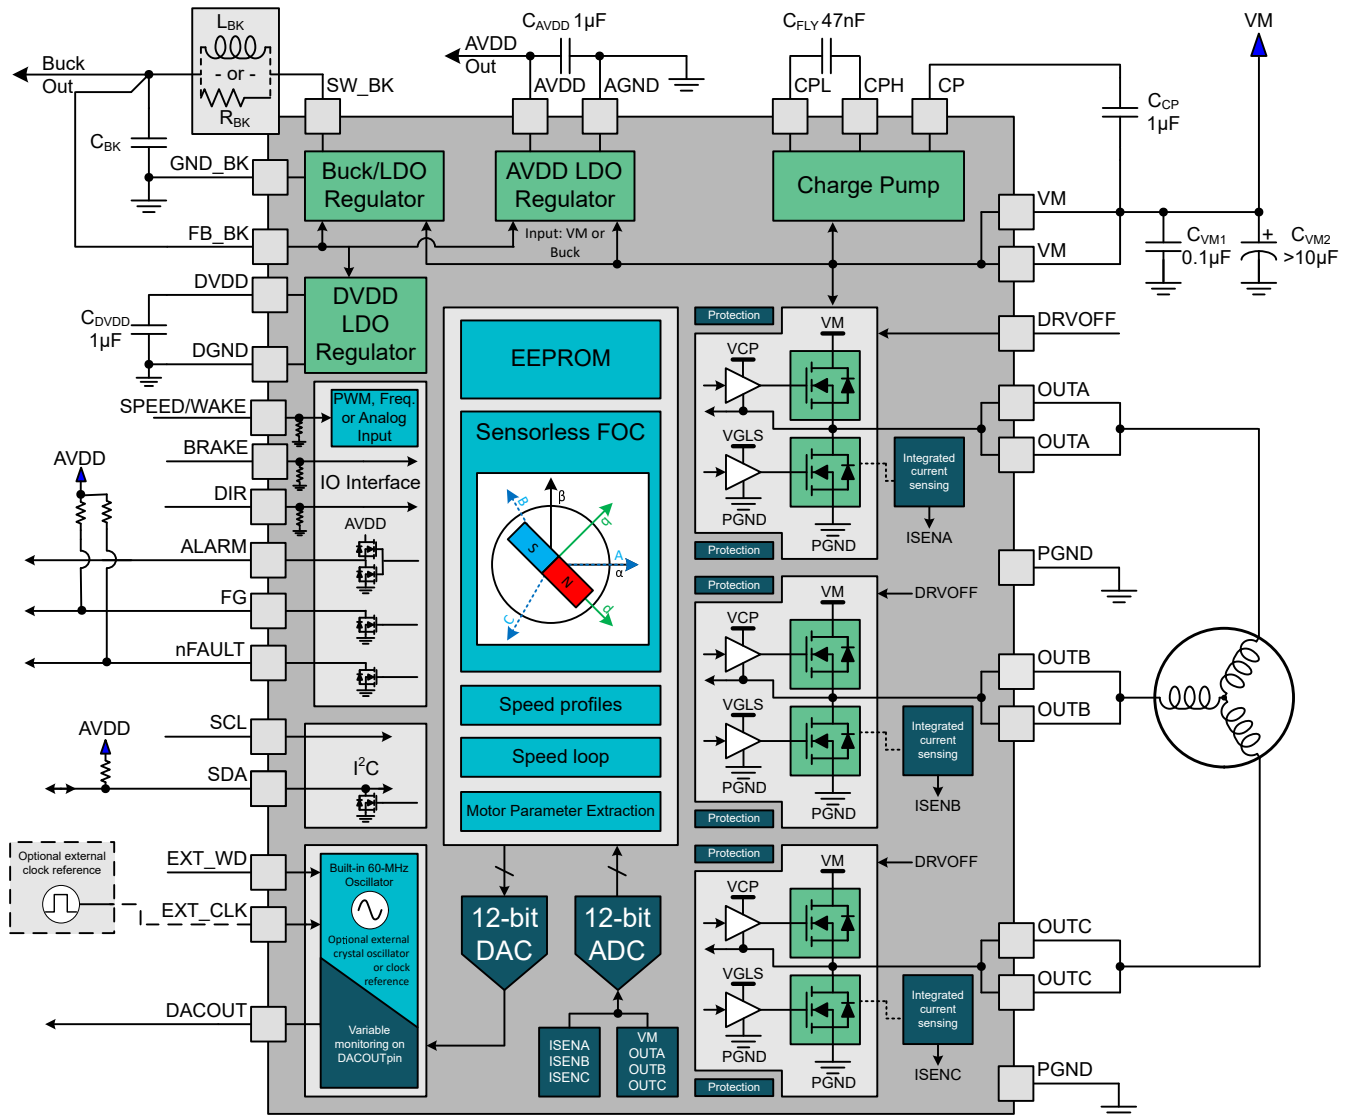 LBK
- or -
RBK
Buck
Out
CBK
SW_BK
GND_BK
FB_BK
CAVDD 1µF
AVDD
Out
AVDD
AGND
CFLY 47nF
CPL
CPH
CP
CCP
1µF
VM
Buck/LDO
Regulator
AVDD LDO
Regulator
Input: VM or
Buck
Charge Pump
VM
VM
CVM1
0.1µF
+
CVM2
>10µF
DVDD
CDVDD
1µF
DGND
DVDD
LDO
Regulator
SPEED/WAKE
BRAKE
DIR
AVDD
ALARM
FG
nFAULT
PWM, Freq.
or Analog
Input
IO Interface
AVDD
EEPROM
Sensorless FOC
β
B
q
A
α
S
N
C
d
Speed profiles
Speed loop
Motor Parameter Extraction
AVDD
SCL
SDA
I2C
Optional external
clock reference
EXT_WD
EXT_CLK
DACOUT
Built-in 60-MHz
Oscillator
Optional external
crystal oscillator
or clock
reference
Variable
monitoring on
DACOUTpin
12-bit
DAC
12-bit
ADC
ISENA
ISENB
ISENC
VM
OUTA
OUTB
OUTC
Protection
VM
VCP
VGLS
PGND
PGND
Integrated
current
sensing
ISENA
Protection
DRVOFF
OUTA
OUTA
PGND
Protection
VM
DRVOFF
VCP
VGLS
PGND
PGND
Integrated
current
sensing
ISENB
Protection
OUTB
OUTB
Protection
VM
DRVOFF
VCP
VGLS
PGND
PGND
Integrated
current
sensing
ISENC
Protection
OUTC
OUTC
PGND